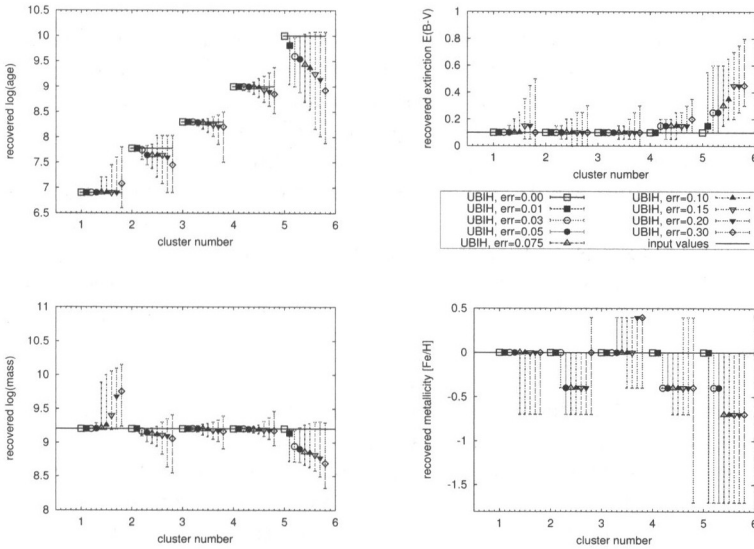 recovered log(age)
10.5
10
9.5
9
8.5
8
7.5
7
6.5
1
2
3
4
5
6
cluster number
recovered extinction E(B-V)
1
0.8
0.6
0.4
0.2
0
1
2
3
4
5
6
cluster number
UBIH, err=0.00
UBIH, err=0.01
UBIH, err=0.03
UBIH, err=0.05
UBIH, err=0.075
UBIH, err=0.10
UBIH, err=0.15
UBIH, err=0.20
UBIH, err=0.30
input values
recovered log(mass)
11
10.5
10
9.5
9
8.5
8
1
2
3
4
5
6
cluster number
recovered metallicity [Fe/H]
0.5
0
-0.5
-1
-1.5
1
2
3
4
5
6
cluster number